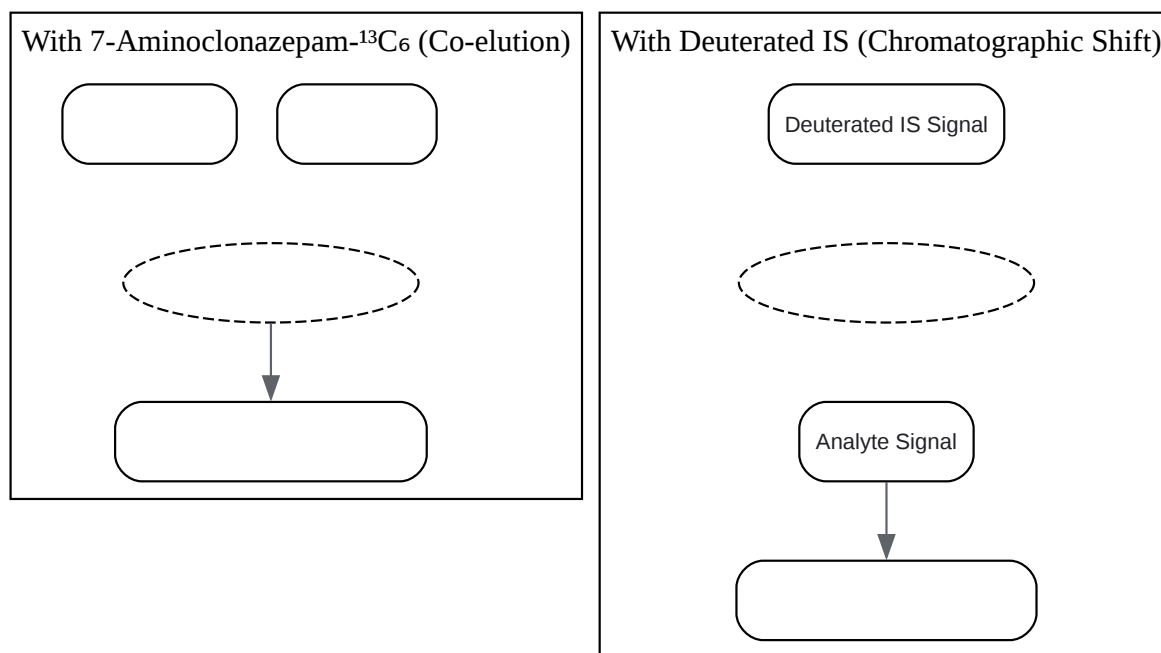 With 7-Aminoclonazepam-¹³C₆ (Co-elution)
With Deuterated IS (Chromatographic Shift)
Deuterated IS Signal
Analyte Signal